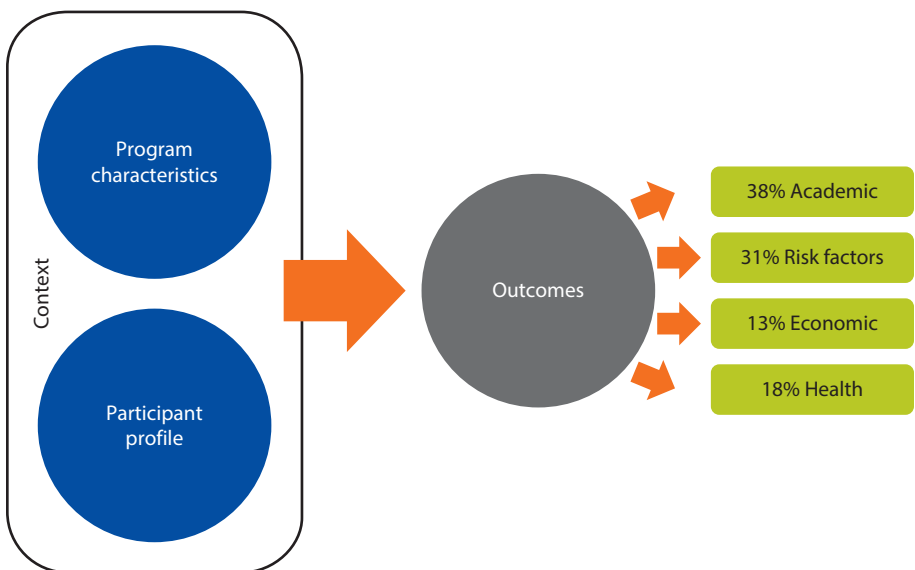 Context
Program
characteristics
Participant
profile
Outcomes
38% Academic
31% Risk factors
13% Economic
18% Health